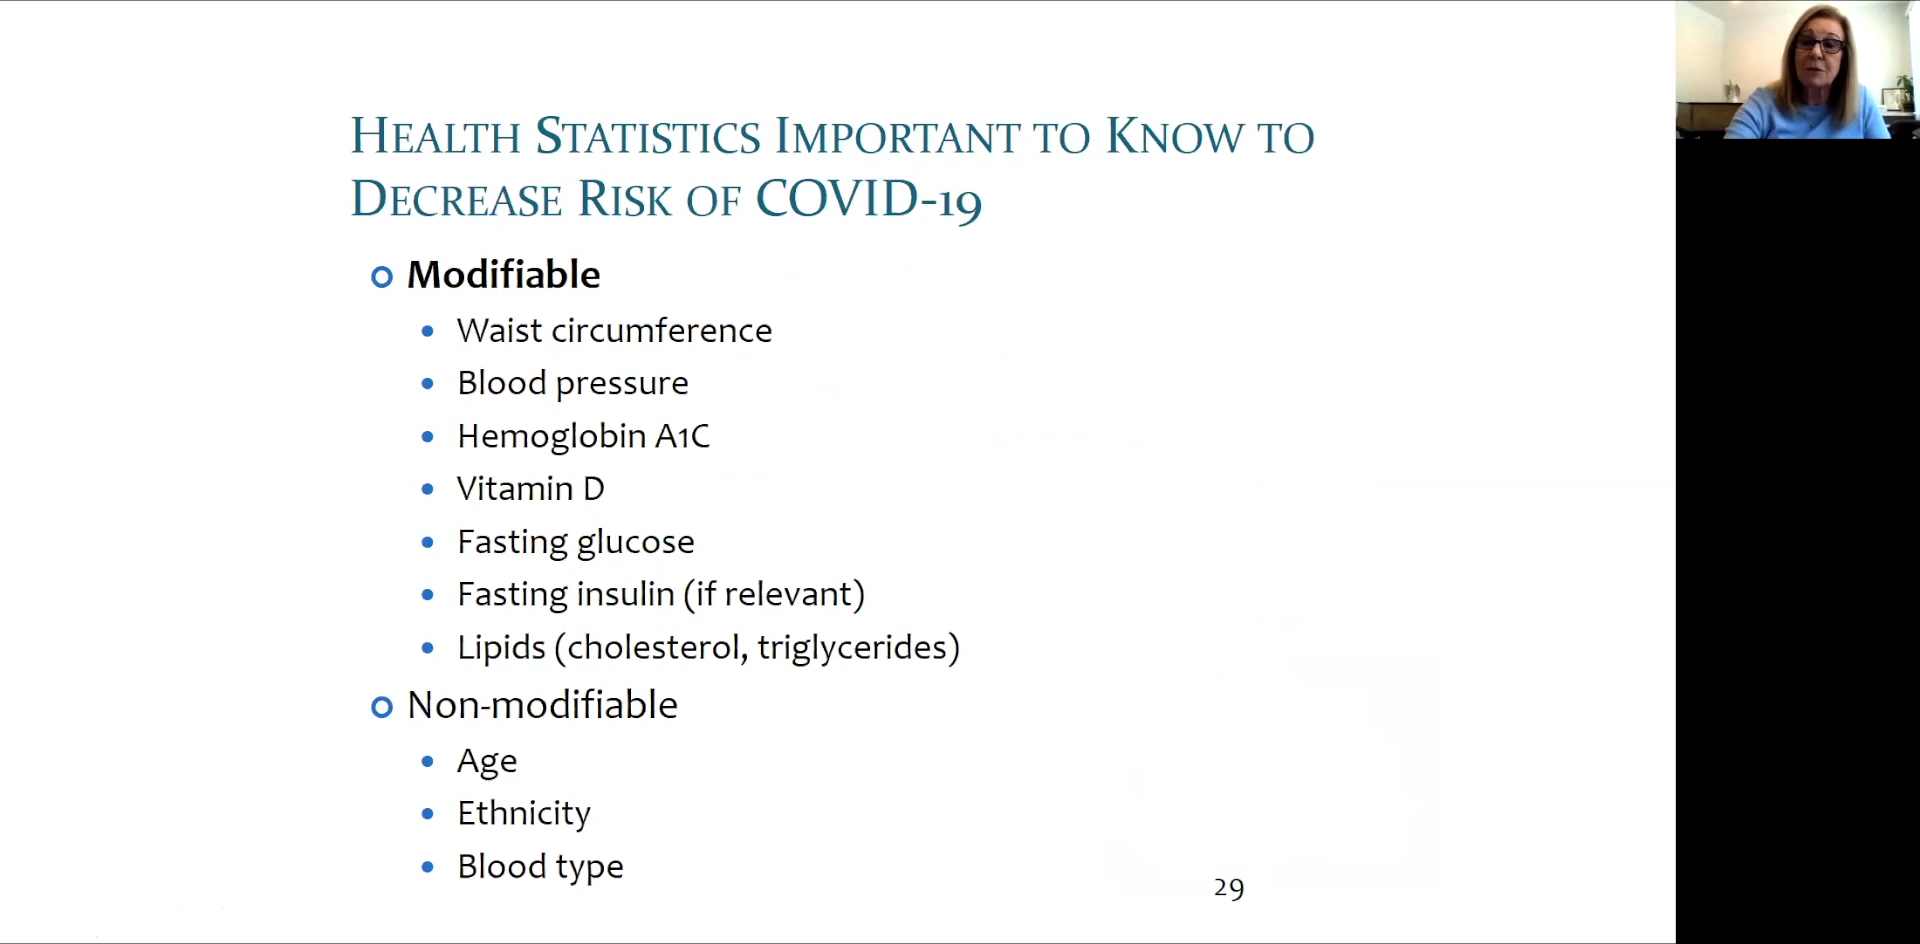 Health Statistics Important to Know to
Decrease Risk of COVID-19
Modifiable
Waist circumference
Blood pressure
Hemoglobin A1C
Vitamin D
Fasting glucose
Fasting insulin (if relevant)
Lipids (cholesterol, triglycerides)
Non-modifiable
Age
Ethnicity
Blood type
29